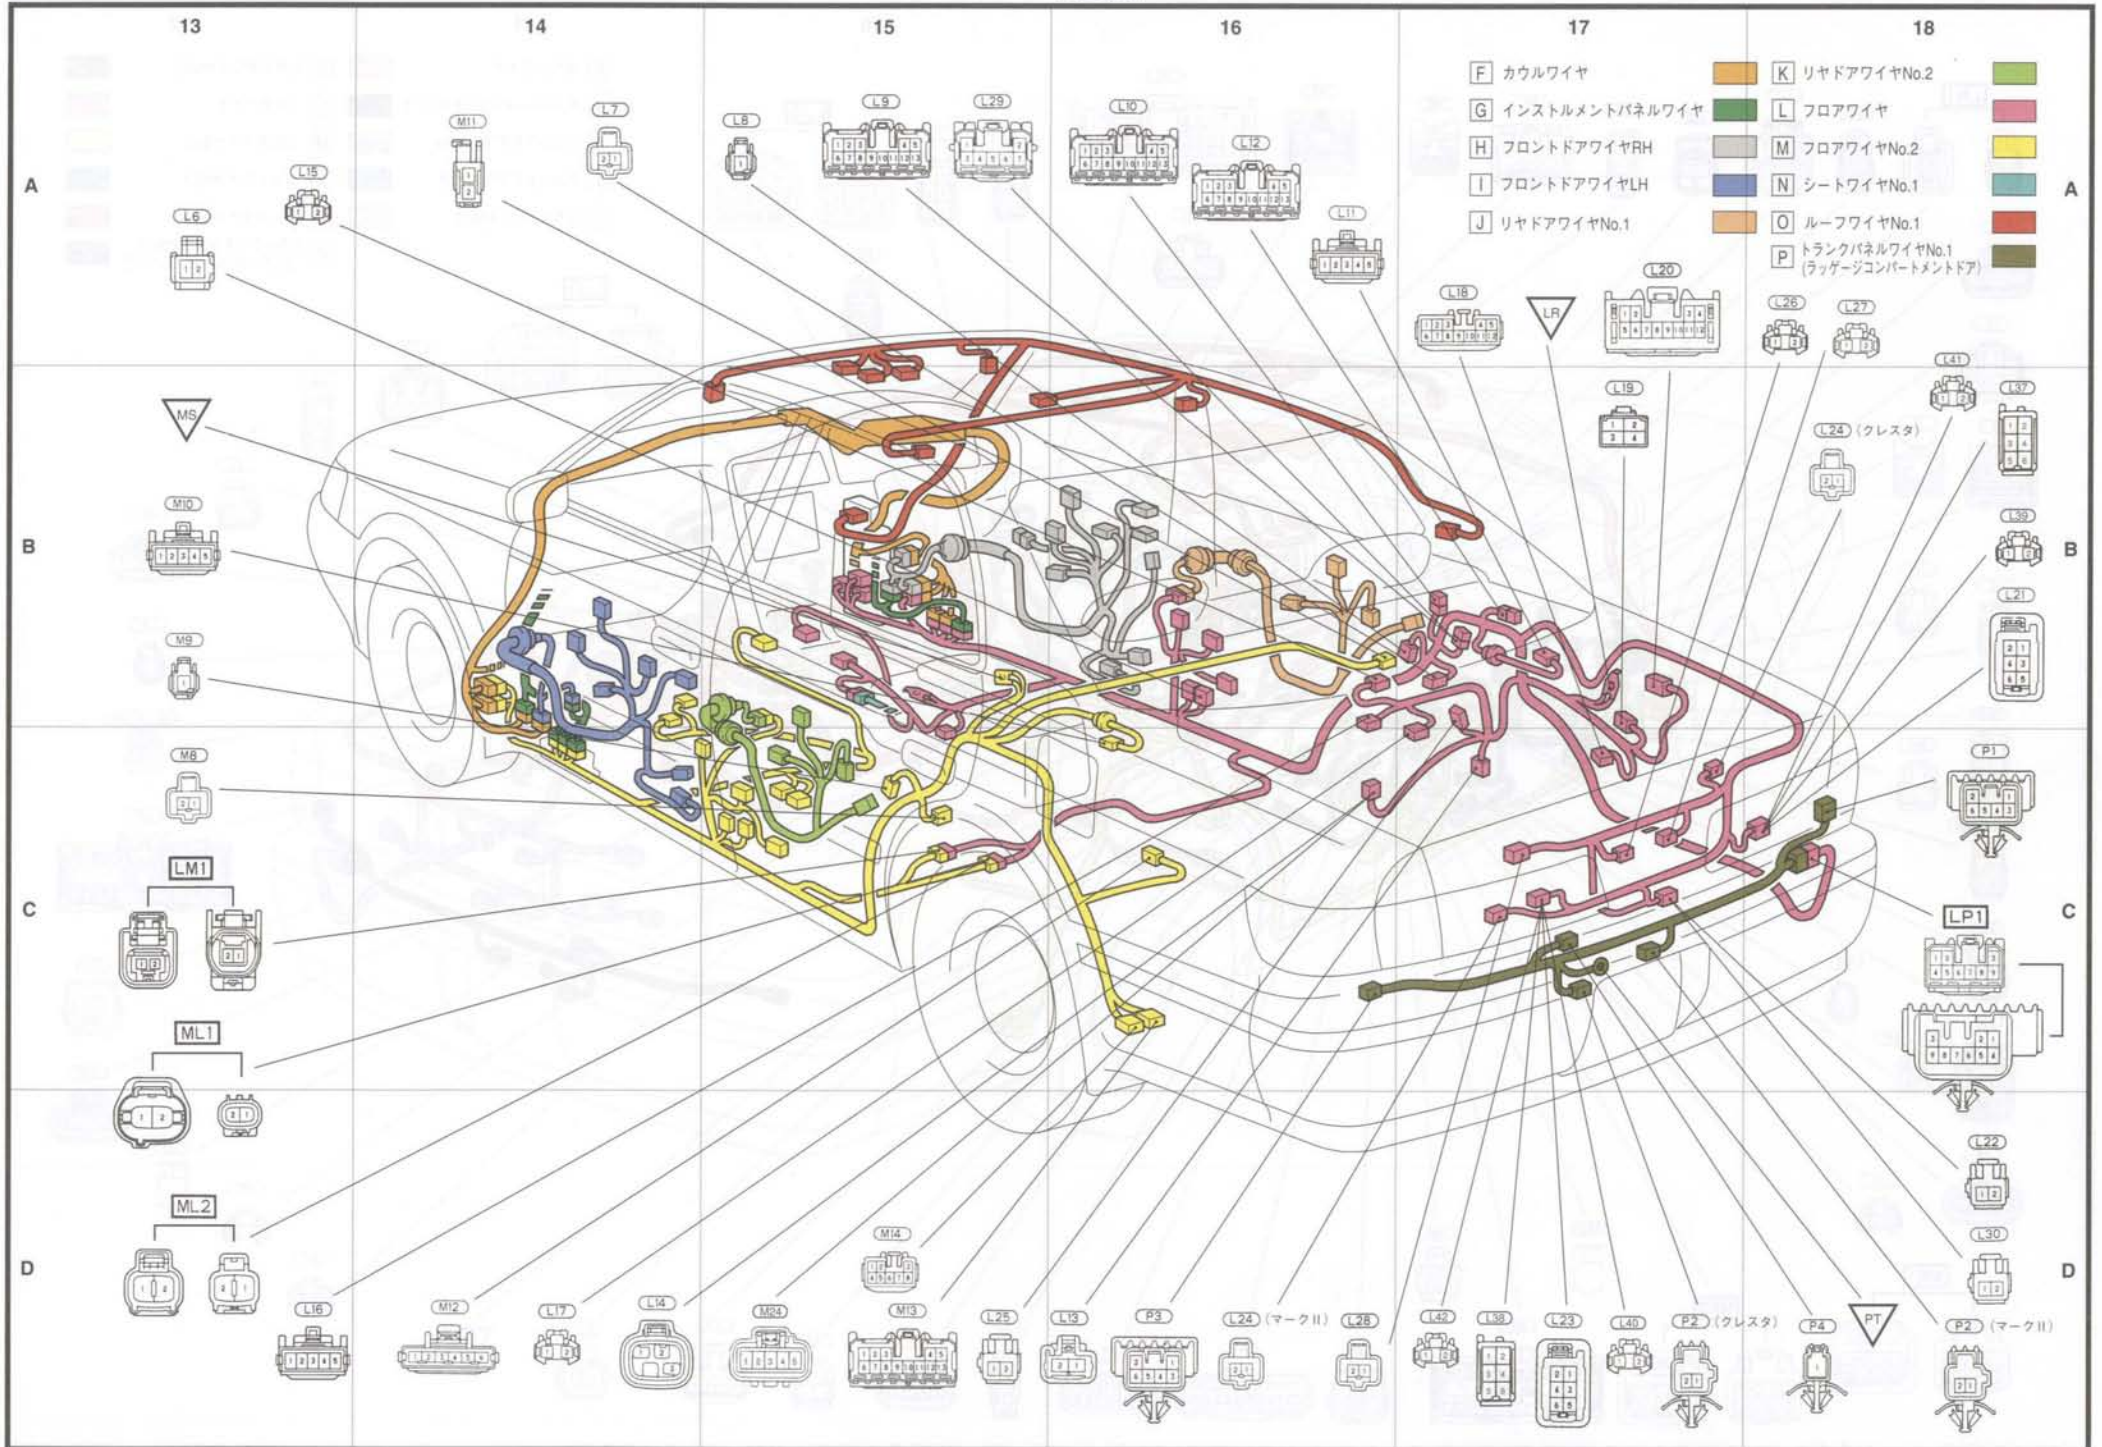 13 14 15 16 17 18
A A
B B
C C
D D
F カウルワイヤ
G インストルメントパネルワイヤ
H フロントドアワイヤRH
I フロントドアワイヤLH
J リヤドアワイヤNo.1
K リヤドアワイヤNo.2
L フロアワイヤ
M フロアワイヤNo.2
N シートワイヤNo.1
O ルーフワイヤNo.1
P トランクパネルワイヤNo.1
(ラッゲージコンパートメントドア)
L6
L15
M11
L7
L8
L9
L29
L10
L12
L11
L18
LR
L20
L26
L27
L19
L41
L37
L24 (クレスタ)
L39
L21
MS
M10
M9
M8
LM1
ML1
ML2
P1
LP1
L22
L30
L16
M12
L17
L14
M24
M14
M13
L25
L13
P3
L24 (マークII)
L28
L42
L38
L23
L40
P2 (クレスタ)
P4
PT
P2 (マークII)